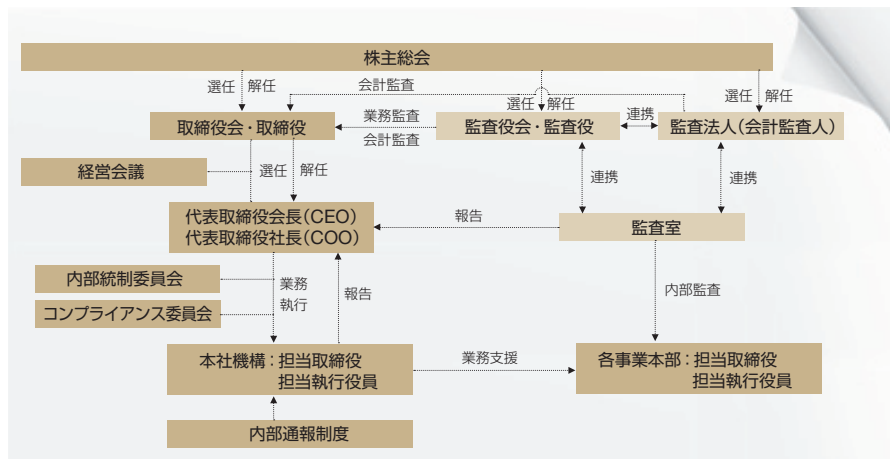 株主総会
選任 解任
会計監査
選任 解任
選任 解任
取締役会・取締役
業務監査
会計監査
監査役会・監査役
連携
監査法人（会計監査人）
経営会議
選任 解任
連携
連携
代表取締役会長（CEO）
代表取締役社長（COO）
報告
監査室
内部統制委員会
コンプライアンス委員会
業務
執行
報告
内部監査
本社機構：担当取締役
担当執行役員
業務支援
各事業本部：担当取締役
担当執行役員
内部通報制度